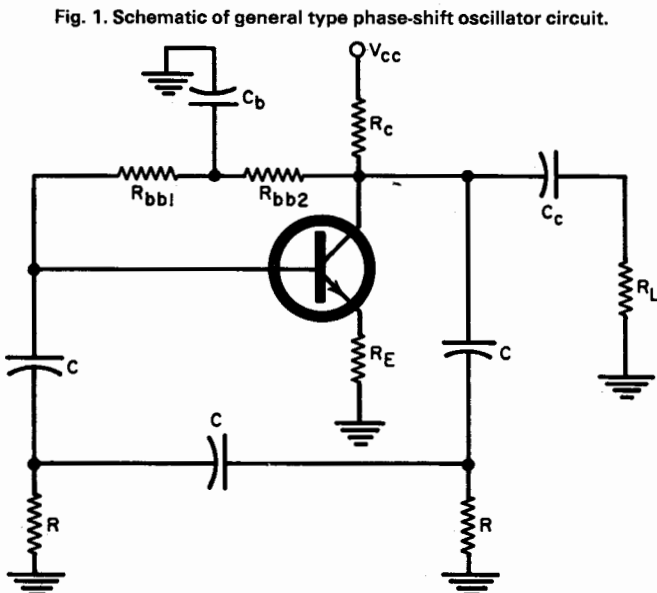 Fig. 1. Schematic of general type phase-shift oscillator circuit.
Vcc
Cb
Rc
Rbb1
Rbb2
Cc
RL
RE
C
C
C
R
R